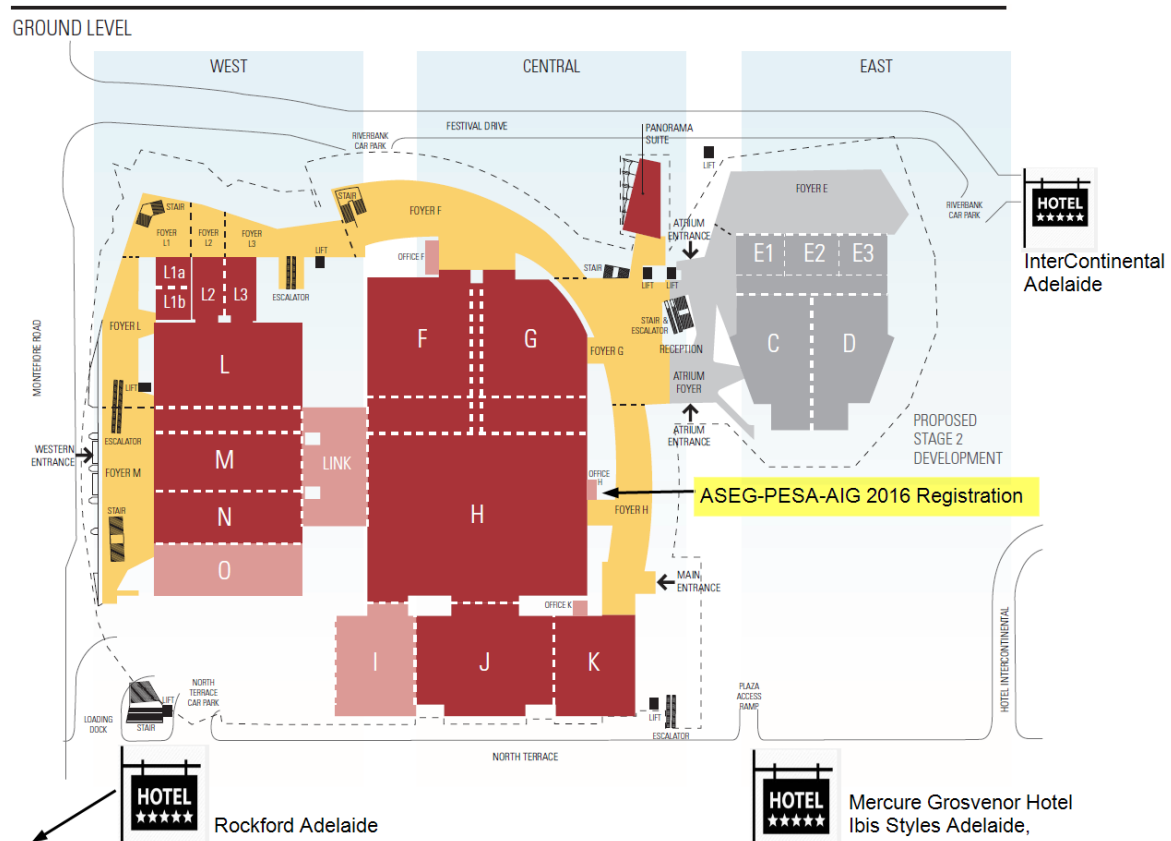 GROUND LEVEL
WEST
CENTRAL
EAST
FESTIVAL DRIVE
RIVERBANK
CAR PARK
PANORAMA
SUITE
LIFT
FOYER E
RIVERBANK
CAR PARK
HOTEL
★★★★★
InterContinental
Adelaide
STAIR
STAIR
FOYER F
FOYER
L1
FOYER
L2
FOYER
L3
LIFT
OFFICE F
ATRIUM
ENTRANCE
E1
E2
E3
L1a
L1b
L2
L3
ESCALATOR
STAIR
LIFT
LIFT
MONTEFIORE ROAD
FOYER L
STAIR &
ESCALATOR
F
G
FOYER G
RECEPTION
C
D
L
ATRIUM
FOYER
LIFT
ESCALATOR
ATRIUM
ENTRANCE
PROPOSED
STAGE 2
DEVELOPMENT
WESTERN
ENTRANCE
FOYER M
M
LINK
OFFICE
H
ASEG-PESA-AIG 2016 Registration
STAIR
N
H
FOYER H
O
MAIN
ENTRANCE
OFFICE K
I
J
K
HOTEL INTERCONTINENTAL
NORTH
TERRACE
CAR PARK
LIFT
LOADING
DOCK
STAIR
PLAZA
ACCESS
RAMP
LIFT
ESCALATOR
NORTH TERRACE
HOTEL
★★★★★
Rockford Adelaide
HOTEL
★★★★★
Mercure Grosvenor Hotel
Ibis Styles Adelaide,